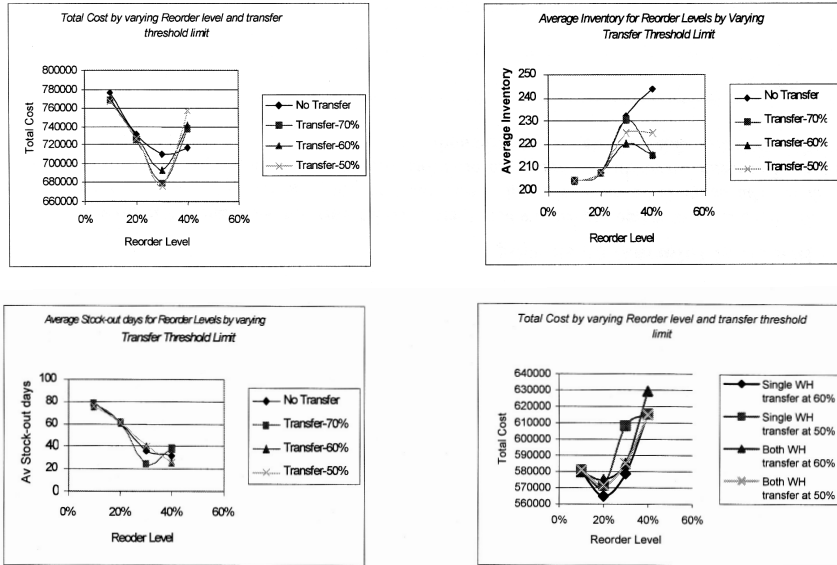 Total Cost by varying Reorder level and transfer
threshold limit
800000
780000
760000
740000
720000
700000
680000
660000
Total Cost
0%
20%
40%
60%
Reorder Level
No Transfer
Transfer-70%
Transfer-60%
Transfer-50%
Average Inventory for Reorder Levels by Varying
Transfer Threshold Limit
250
240
230
220
210
200
Average Inventory
0%
20%
40%
60%
Reorder Level
No Transfer
Transfer-70%
Transfer-60%
Transfer-50%
Average Stock-out days for Reorder Levels by varying
Transfer Threshold Limit
100
80
60
40
20
0
Av Stock-out days
0%
20%
40%
60%
Reoder Level
No Transfer
Transfer-70%
Transfer-60%
Transfer-50%
Total Cost by varying Reorder level and transfer threshold
limit
640000
630000
620000
610000
600000
590000
580000
570000
560000
Total Cost
0%
20%
40%
60%
Reorder Level
Single WH
transfer at 60%
Single WH
transfer at 50%
Both WH
transfer at 60%
Both WH
transfer at 50%